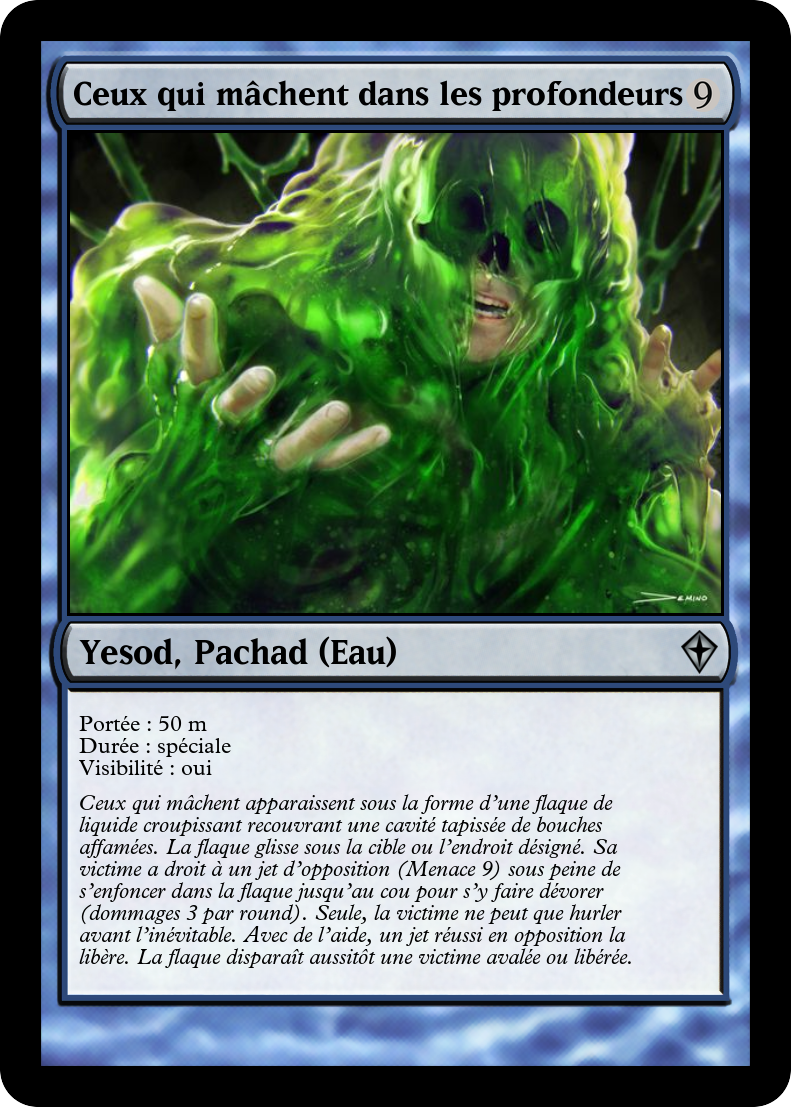 Ceux qui mâchent dans les profondeurs 9
DEMINO
Yesod, Pachad (Eau)
Portée : 50 m
Durée : spéciale
Visibilité : oui
Ceux qui mâchent apparaissent sous la forme d'une flaque de
liquide croupissant recouvrant une cavité tapissée de bouches
affamées. La flaque glisse sous la cible ou l'endroit désigné. Sa
victime a droit à un jet d'opposition (Menace 9) sous peine de
s'enfoncer dans la flaque jusqu'au cou pour s'y faire dévorer
(dommages 3 par round). Seule, la victime ne peut que hurler
avant l'inévitable. Avec de l'aide, un jet réussi en opposition la
libère. La flaque disparaît aussitôt une victime avalée ou libérée.